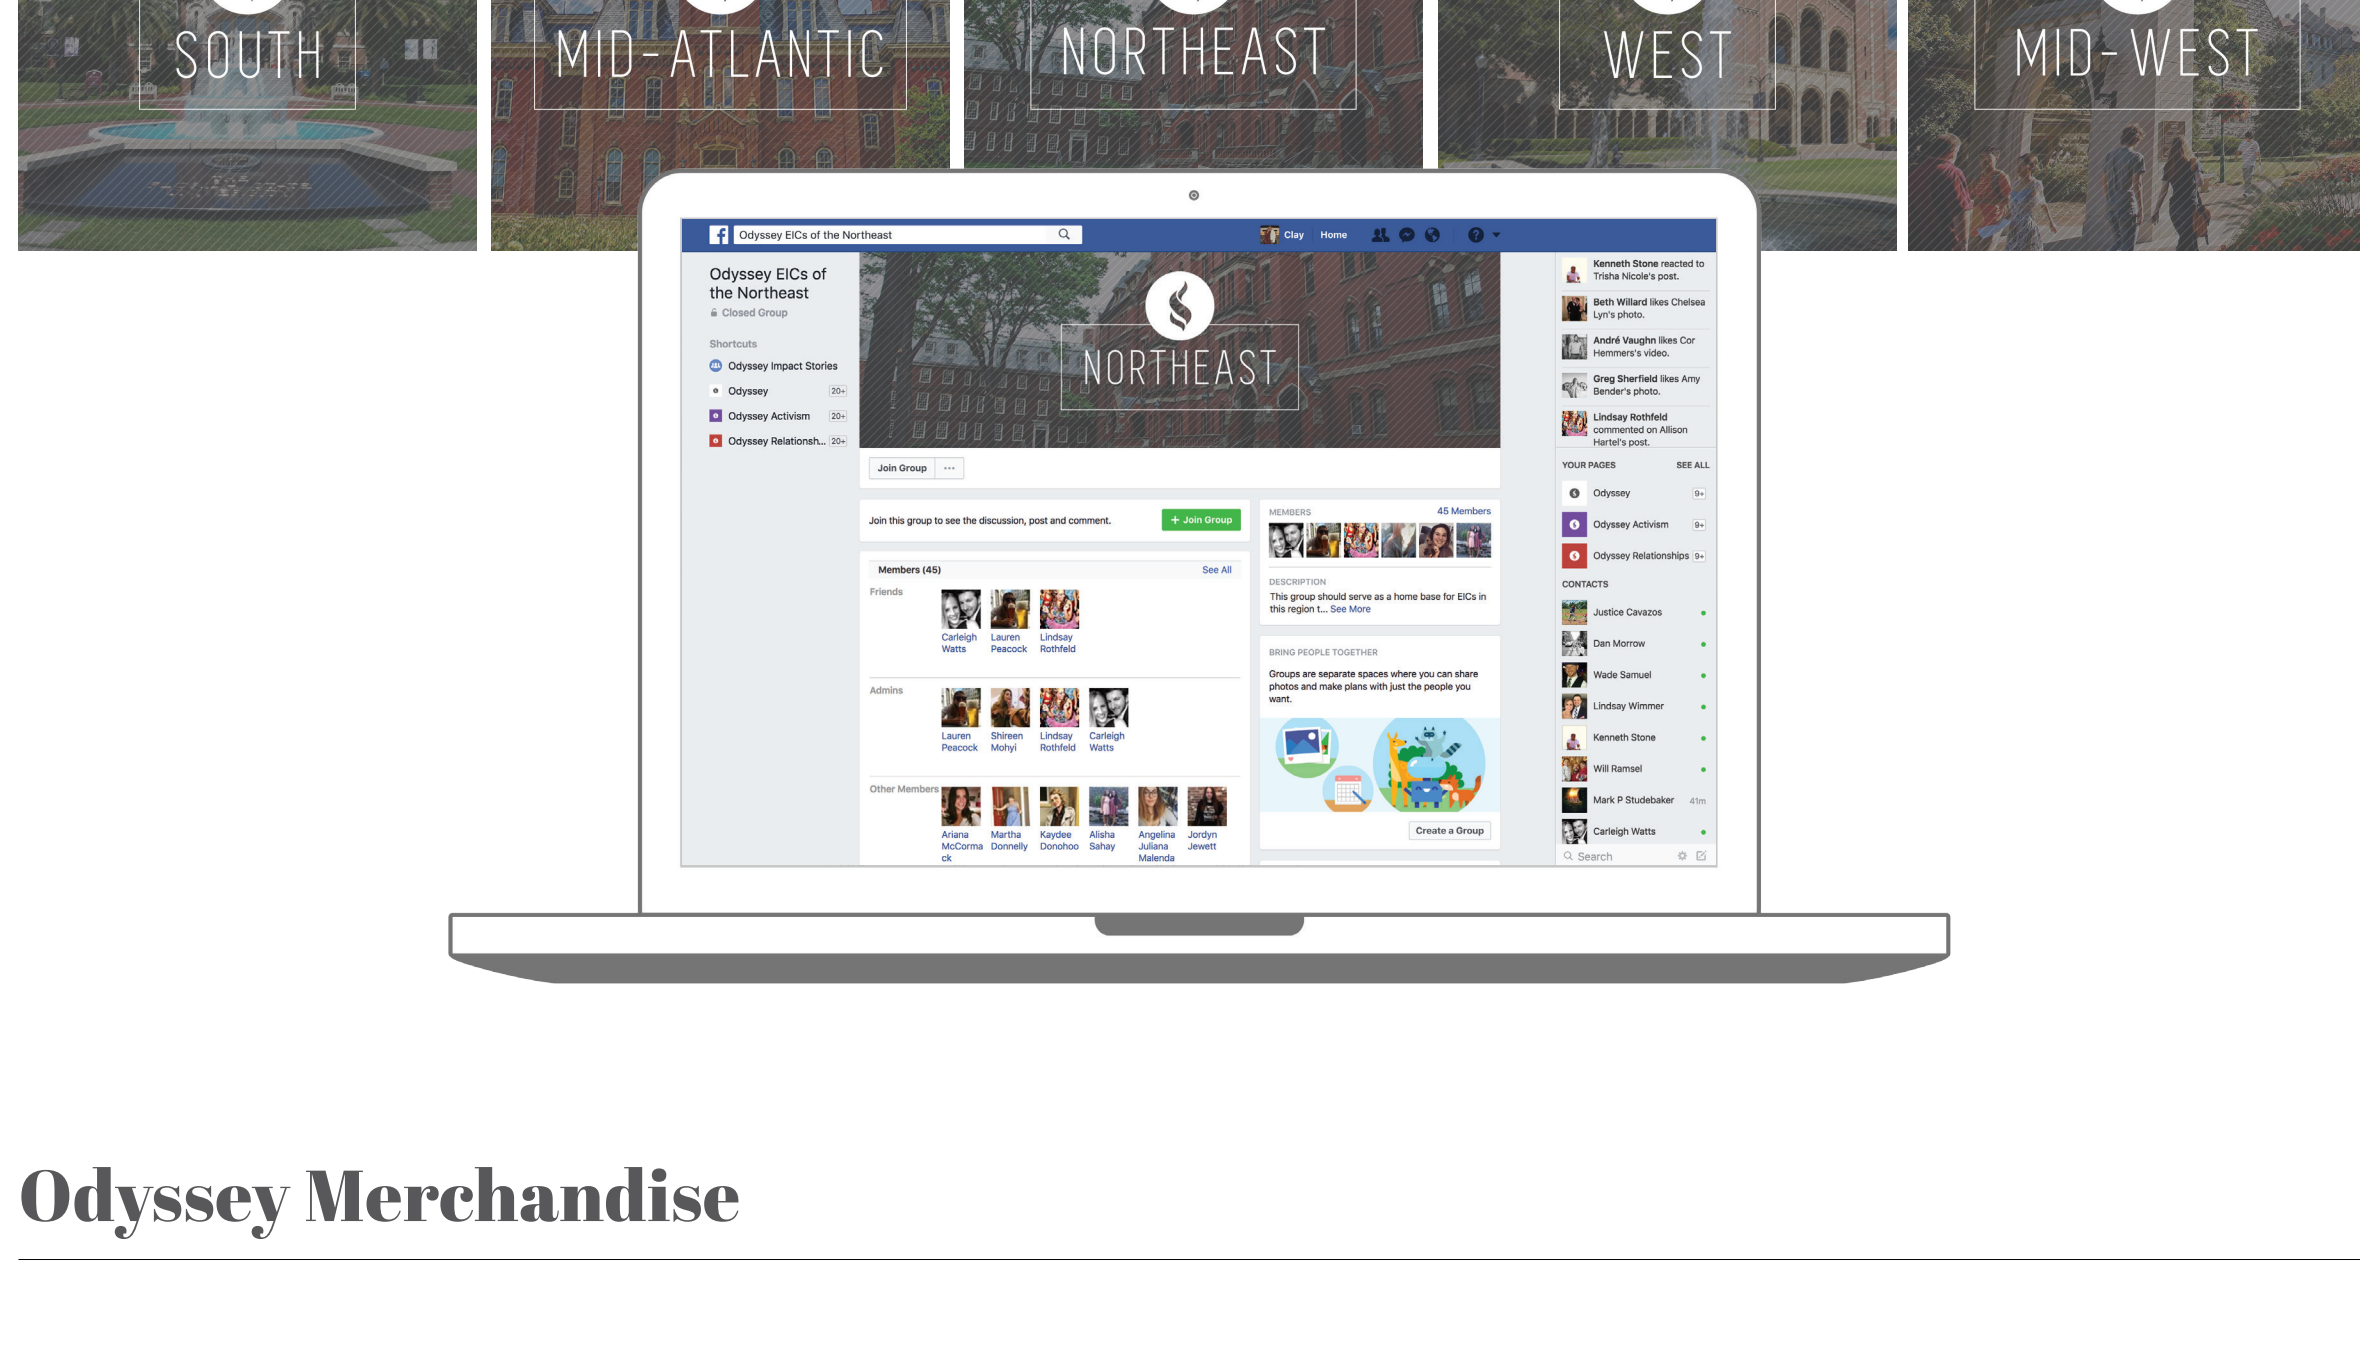 SOUTH
MID-ATLANTIC
NORTHEAST
WEST
MID-WEST
Odyssey EICs of the Northeast
Clay
Home
Odyssey EICs of
the Northeast
Closed Group
Shortcuts
Odyssey Impact Stories
Odyssey 20+
Odyssey Activism 20+
Odyssey Relationsh... 20+
NORTHEAST
Join Group
Join this group to see the discussion, post and comment.
+ Join Group
Members (45)
See All
Friends
Carleigh
Watts
Lauren
Peacock
Lindsay
Rothfeld
Admins
Lauren
Peacock
Shireen
Mohyi
Lindsay
Rothfeld
Carleigh
Watts
Other Members
Ariana
McCorma
ck
Martha
Donnelly
Kaydee
Donohoo
Alisha
Sahay
Angelina
Juliana
Malenda
Jordyn
Jewett
MEMBERS
45 Members
DESCRIPTION
This group should serve as a home base for EICs in
this region t... See More
BRING PEOPLE TOGETHER
Groups are separate spaces where you can share
photos and make plans with just the people you
want.
Create a Group
Kenneth Stone reacted to
Trisha Nicole's post.
Beth Willard likes Chelsea
Lyn's photo.
André Vaughn likes Cor
Hemmers's video.
Greg Sherfield likes Amy
Bender's photo.
Lindsay Rothfeld
commented on Allison
Hartel's post.
YOUR PAGES
SEE ALL
Odyssey 9+
Odyssey Activism 9+
Odyssey Relationships 9+
CONTACTS
Justice Cavazos
Dan Morrow
Wade Samuel
Lindsay Wimmer
Kenneth Stone
Will Ramsel
Mark P Studebaker 41m
Carleigh Watts
Search
Odyssey Merchandise